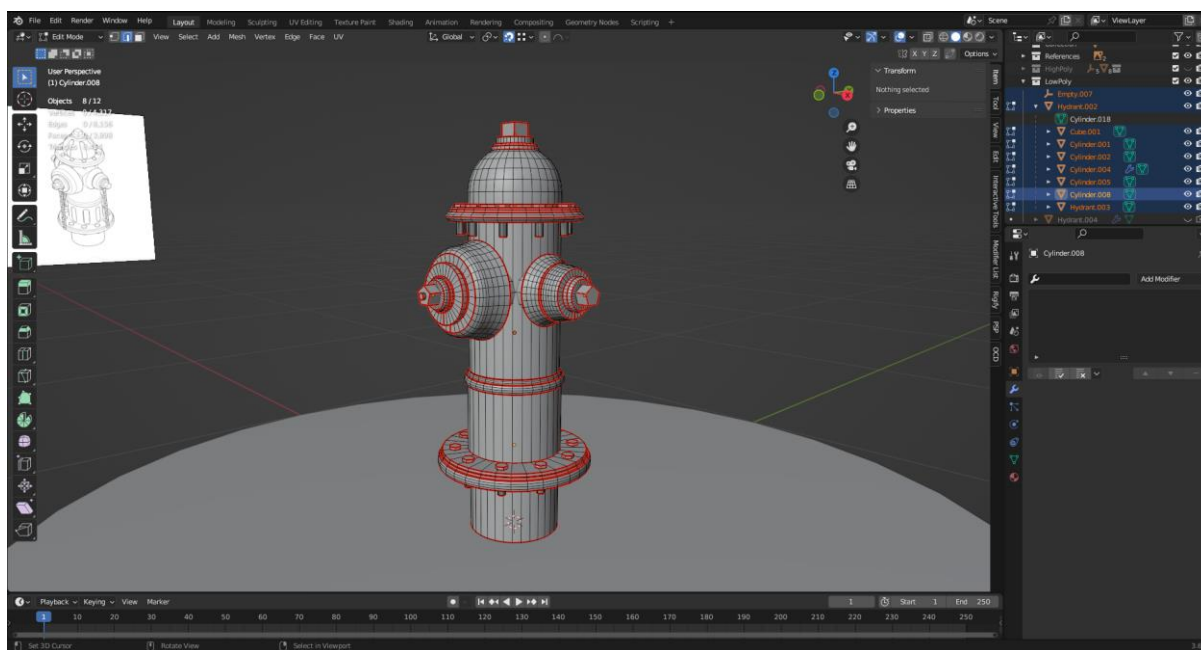 File Edit Render Window Help Layout Modeling Sculpting UV Editing Texture Paint Shading Animation Rendering Compositing Geometry Nodes Scripting + Scene ViewLayer
Edit Mode View Select Add Mesh Vertex Edge Face UV Global
X Y Z Options
User Perspective
(1) Cylinder.008
Objects 8/12
Vertices
Edges
Transform
Nothing selected
Properties
Item
Tool
View
Edit
Interactive Tools
Modifier List
Rigify
PSP
OCD
References
HighPoly
LowPoly
Empty.007
Hydrant.002
Cylinder.018
Cube.001
Cylinder.001
Cylinder.002
Cylinder.004
Cylinder.005
Cylinder.008
Hydrant.003
Hydrant.004
Cylinder.008
Add Modifier
Playback Keying View Marker 1 Start 1 End 250
1 10 20 30 40 50 60 70 80 90 100 110 120 130 140 150 160 170 180 190 200 210 220 230 240 250
Set 3D Cursor Rotate View Select in Viewport